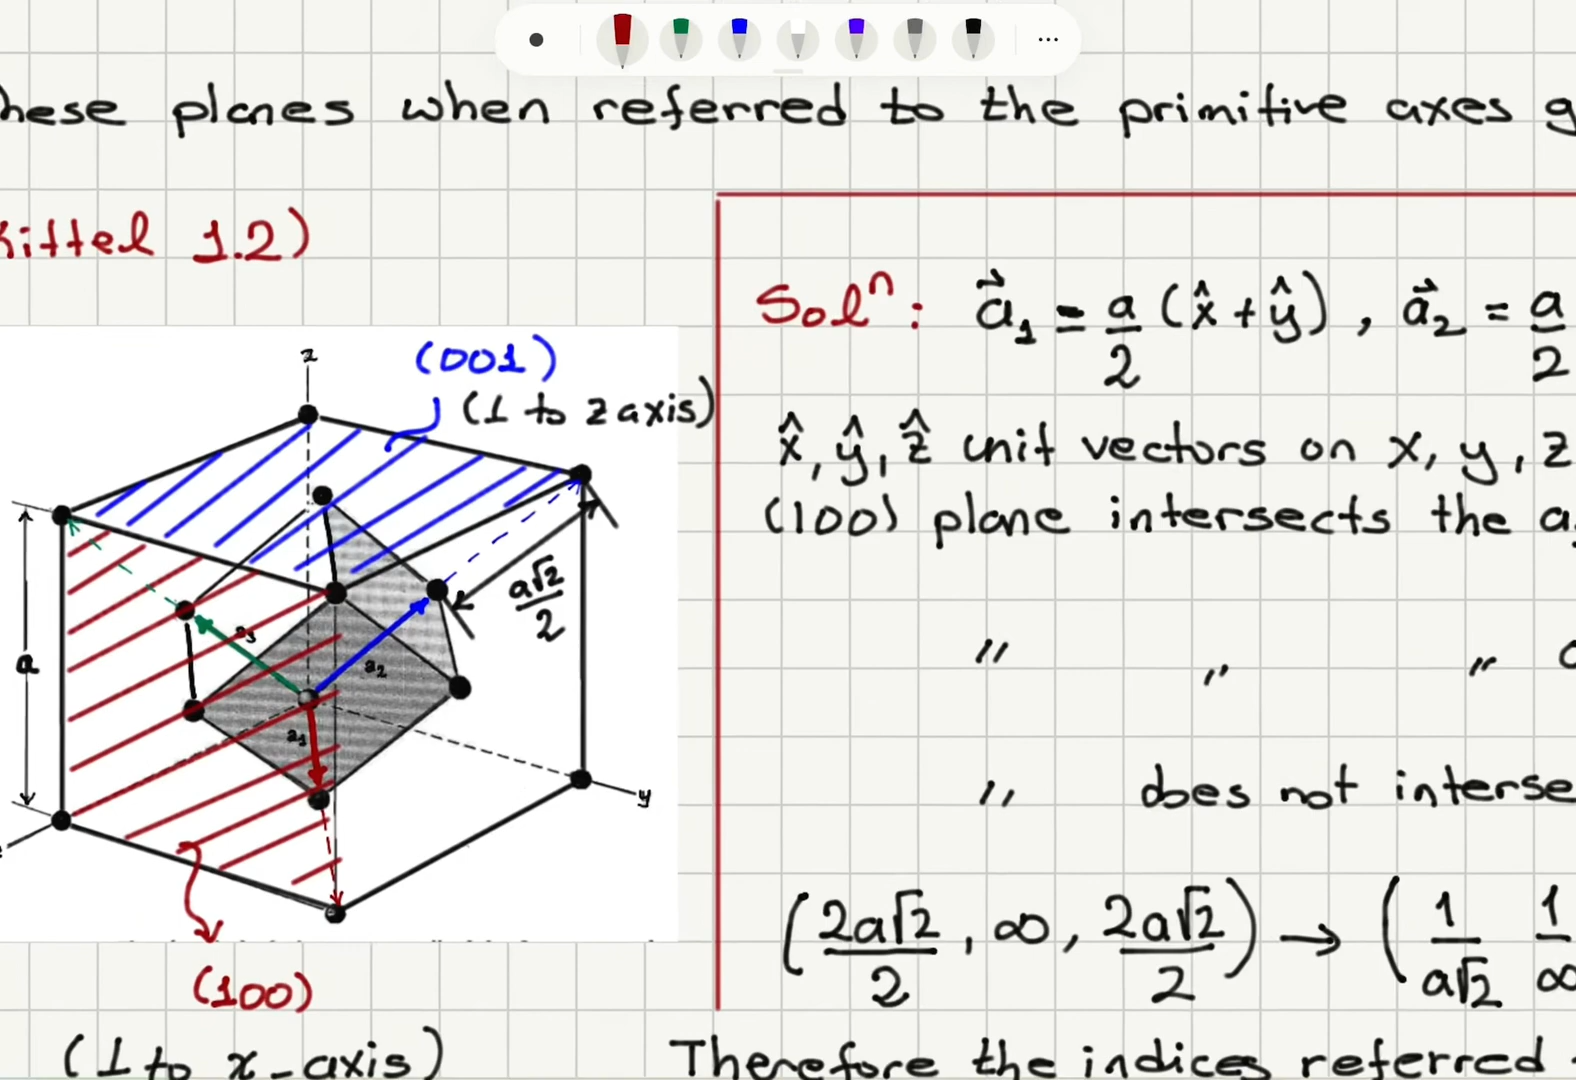 hese planes when referred to the primitive axes g
Kittel 1.2)
z
(001)
(⊥ to z axis)
a√2/2
a
a₃
a₂
a₁
y
(100)
(⊥ to x-axis)
Solⁿ: a⃗₁ = a/2 (x̂ + ŷ), a⃗₂ = a/2
x̂, ŷ, ẑ unit vectors on x, y, z
(100) plane intersects the a
" " "
" does not interse
(2a√2/2, ∞, 2a√2/2) → (1/a√2 1/∞
Therefore the indices referred